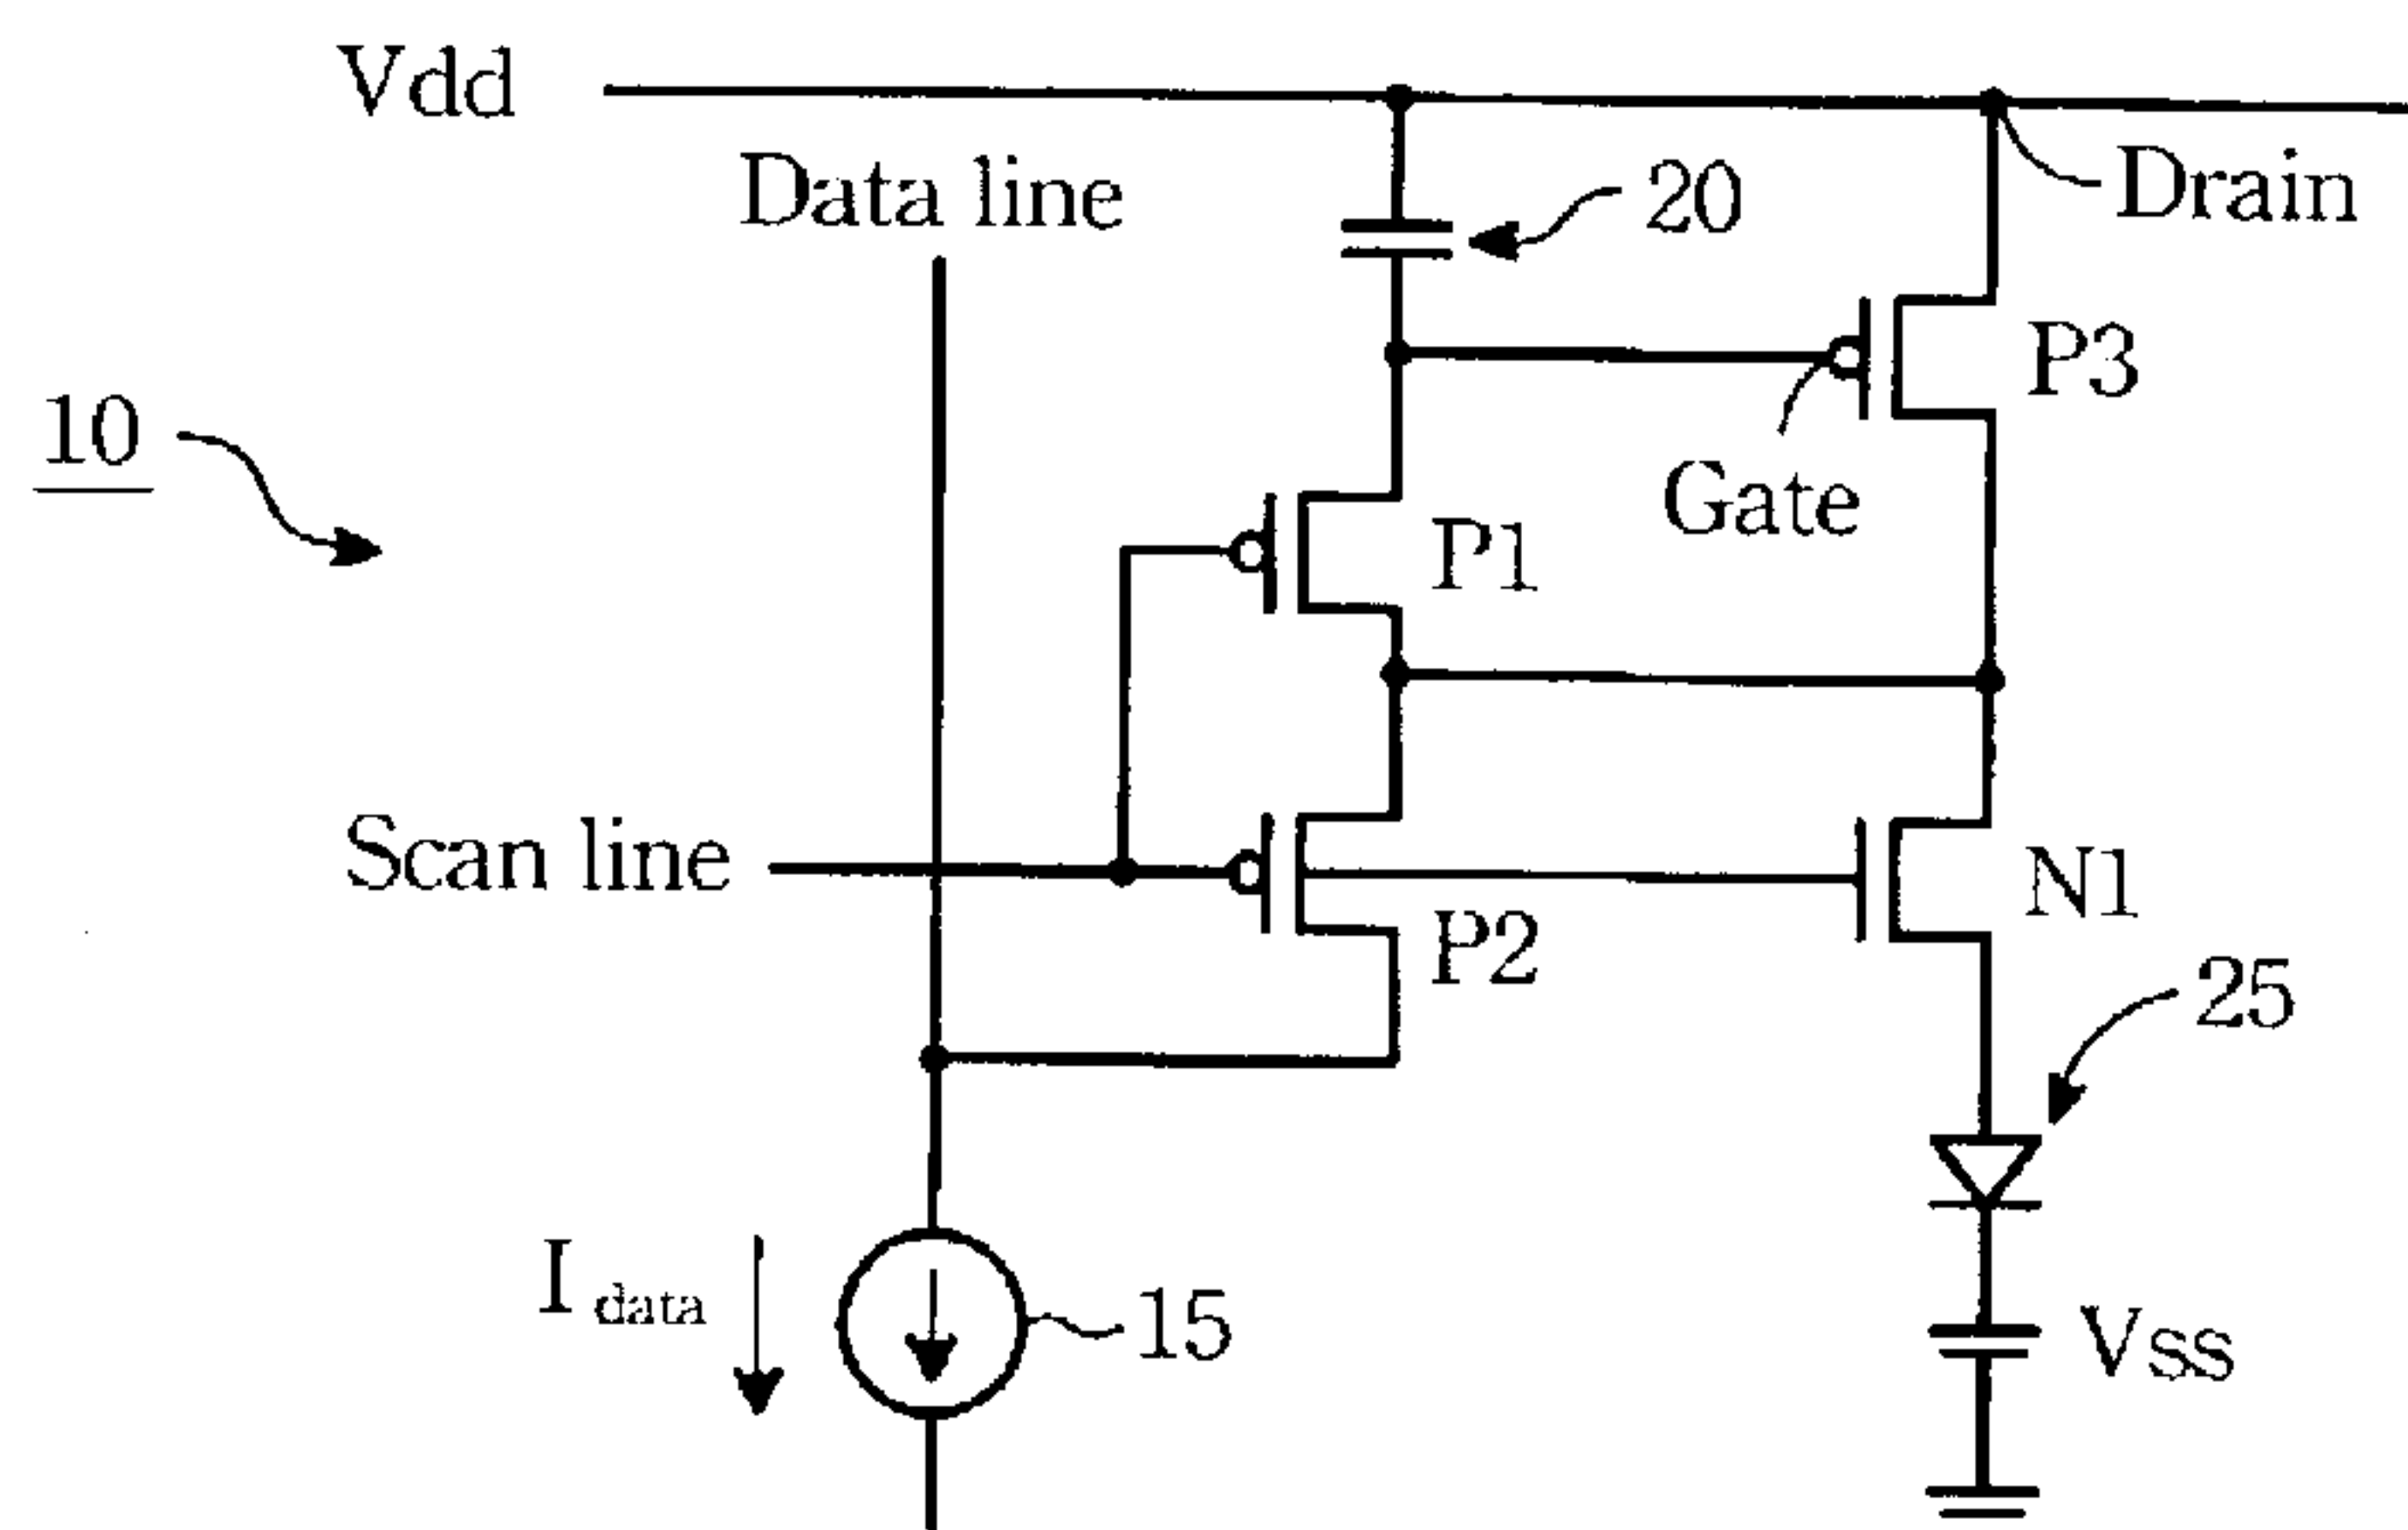 Vdd
Data line
20
Drain
P3
10
Gate
P1
Scan line
N1
P2
25
I data
15
Vss